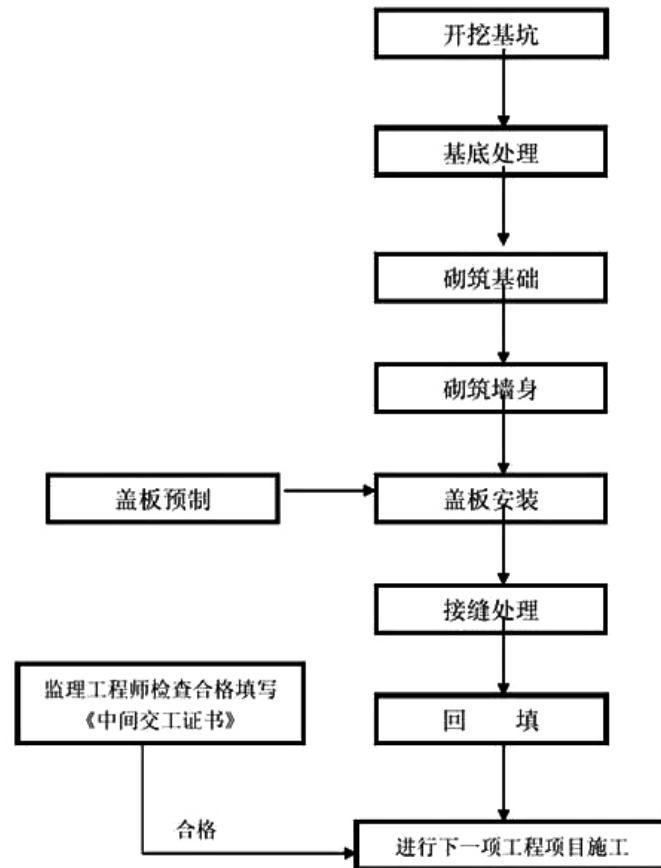 开挖基坑
基底处理
砌筑基础
砌筑墙身
盖板预制
盖板安装
接缝处理
监理工程师检查合格填写
《中间交工证书》
回 填
合格
进行下一项工程项目施工